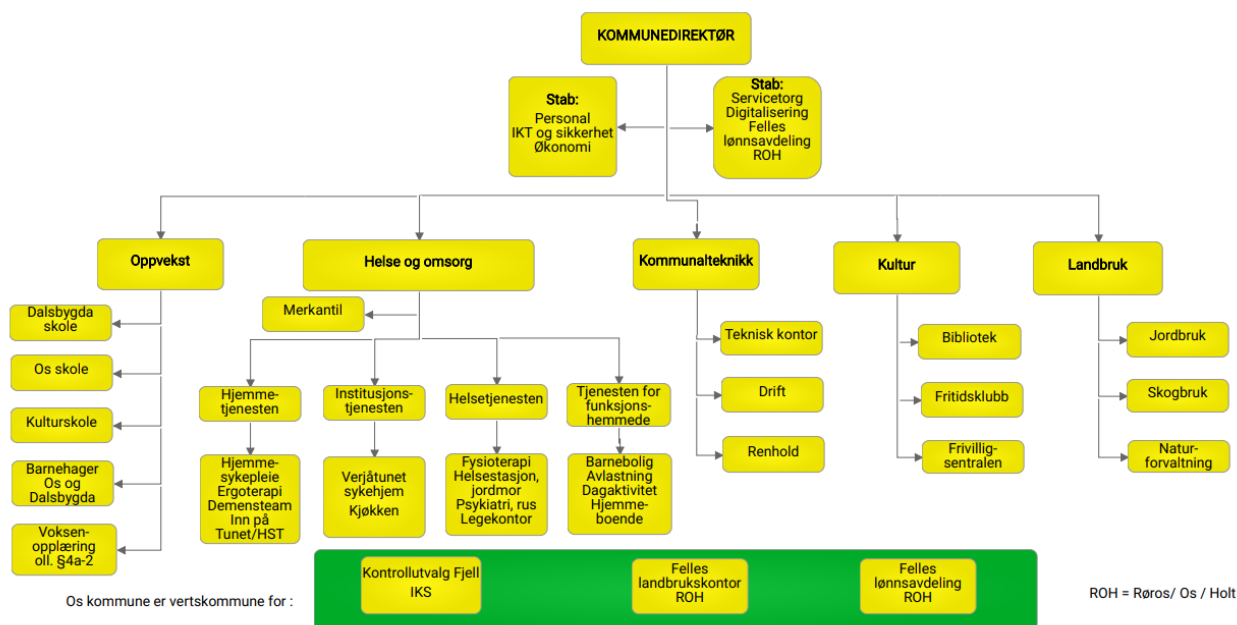 KOMMUNEDIREKTØR
Stab:
Personal
IKT og sikkerhet
Økonomi
Stab:
Servicetorg
Digitalisering
Felles
lønnsavdeling
ROH
Oppvekst
Helse og omsorg
Kommunalteknikk
Kultur
Landbruk
Dalsbygda
skole
Os skole
Kulturskole
Barnehager
Os og
Dalsbygda
Voksen-
opplæring
oll. §4a-2
Merkantil
Hjemme-
tjenesten
Institusjons-
tjenesten
Helsetjenesten
Tjenesten for
funksjons-
hemmede
Hjemme-
sykepleie
Ergoterapi
Demensteam
Inn på
Tunet/HST
Verjåtunet
sykehjem
Kjøkken
Fysioterapi
Helsestasjon,
jordmor
Psykiatri, rus
Legekontor
Barnebolig
Avlastning
Dagaktivitet
Hjemme-
boende
Teknisk kontor
Drift
Renhold
Bibliotek
Fritidsklubb
Frivillig-
sentralen
Jordbruk
Skogbruk
Natur-
forvaltning
Os kommune er vertskommune for :
Kontrollutvalg Fjell
IKS
Felles
landbrukskontor
ROH
Felles
lønnsavdeling
ROH
ROH = Røros/ Os / Holt